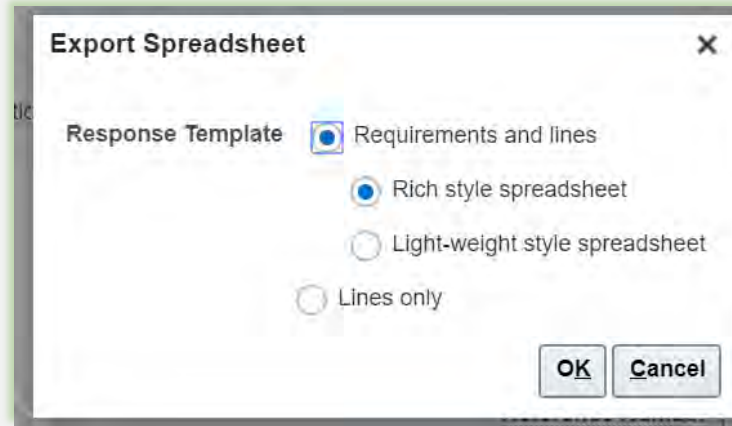 Export Spreadsheet
Response Template Requirements and lines
Rich style spreadsheet
Light-weight style spreadsheet
Lines only
OK Cancel